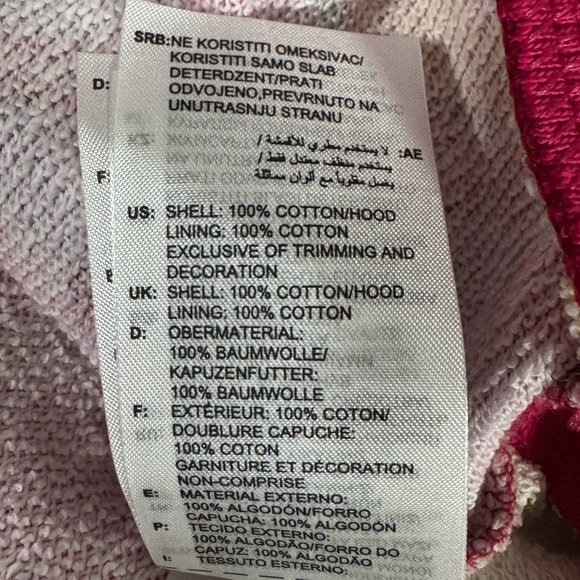 SRB:NE KORISTITI OMEKSIVAC/
KORISTITI SAMO SLAB
DETERDZENT/PRATI
ODVOJENO,PREVRNUTO NA
UNUTRASNJU STRANU
AE: لا يستخدم مطري للأقمشة /
يستخدم منظف معتدل فقط /
يغسل مقلوباً مع ألوان مماثلة
US: SHELL: 100% COTTON/HOOD
LINING: 100% COTTON
EXCLUSIVE OF TRIMMING AND
DECORATION
UK: SHELL: 100% COTTON/HOOD
LINING: 100% COTTON
D: OBERMATERIAL:
100% BAUMWOLLE/
KAPUZENFUTTER:
100% BAUMWOLLE
F: EXTÉRIEUR: 100% COTON/
DOUBLURE CAPUCHE:
100% COTON
GARNITURE ET DÉCORATION
NON-COMPRISE
E: MATERIAL EXTERNO:
100% ALGODÓN/FORRO
CAPUCHA: 100% ALGODÓN
P: TECIDO EXTERNO:
100% ALGODÃO/FORRO DO
CAPUZ: 100% ALGODÃO
I: TESSUTO ESTERNO:
D:
F: